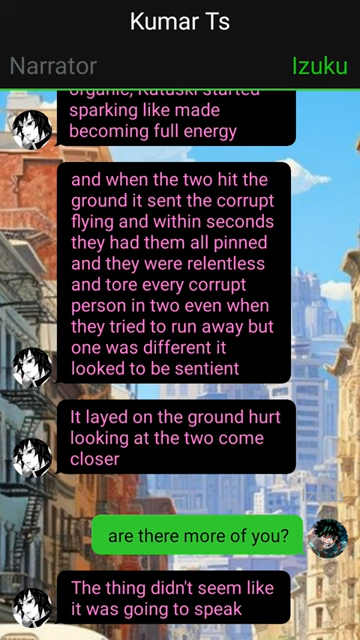 Kumar Ts
Narrator
Izuku
organic, Katuski started
sparking like made
becoming full energy
and when the two hit the
ground it sent the corrupt
flying and within seconds
they had them all pinned
and they were relentless
and tore every corrupt
person in two even when
they tried to run away but
one was different it
looked to be sentient
It layed on the ground hurt
looking at the two come
closer
are there more of you?
The thing didn't seem like
it was going to speak